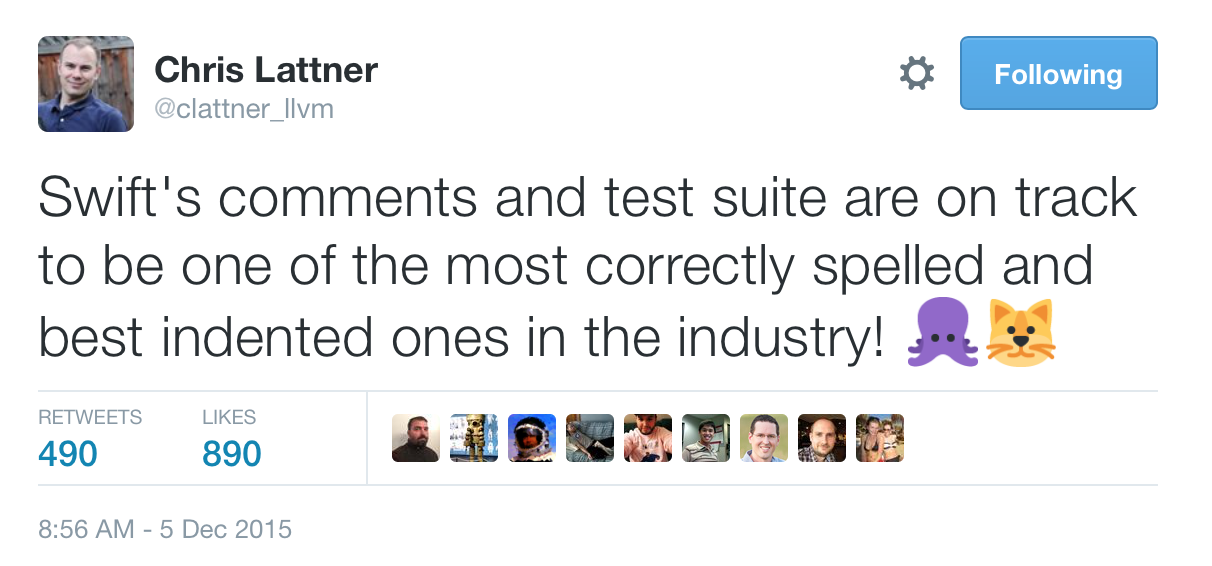 Chris Lattner
@clattner_llvm
Following
Swift's comments and test suite are on track
to be one of the most correctly spelled and
best indented ones in the industry! 🐙🐱
RETWEETS
490
LIKES
890
8:56 AM - 5 Dec 2015